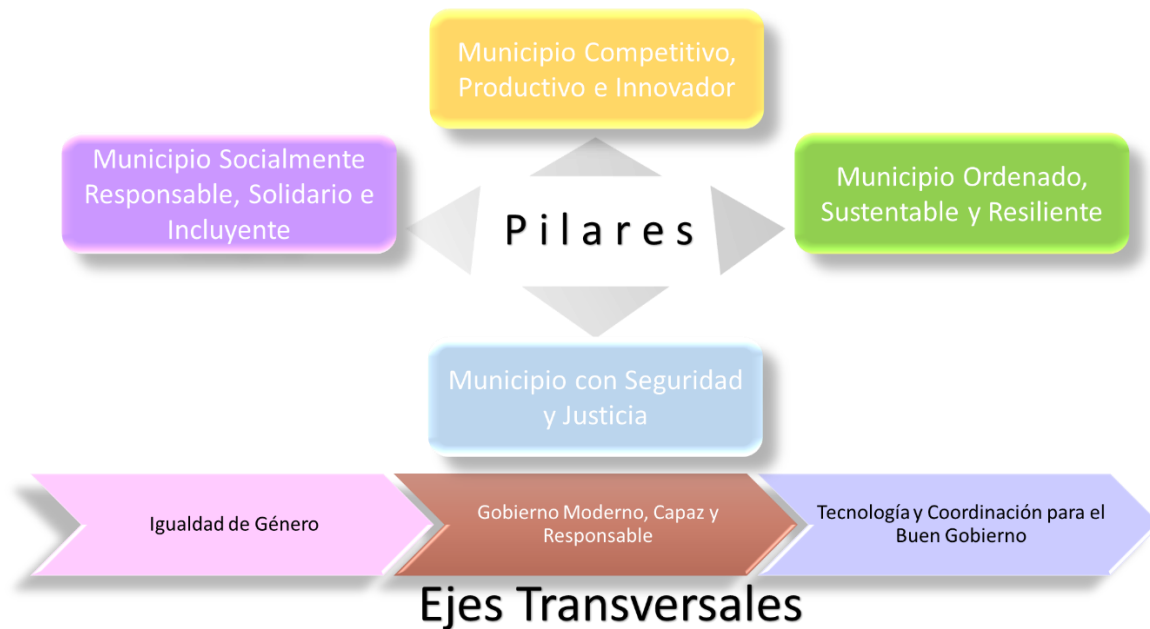 Municipio Competitivo,
Productivo e Innovador
Municipio Socialmente
Responsable, Solidario e
Incluyente
Municipio Ordenado,
Sustentable y Resiliente
Pilares
Municipio con Seguridad
y Justicia
Igualdad de Género
Gobierno Moderno, Capaz y
Responsable
Tecnología y Coordinación para el
Buen Gobierno
Ejes Transversales